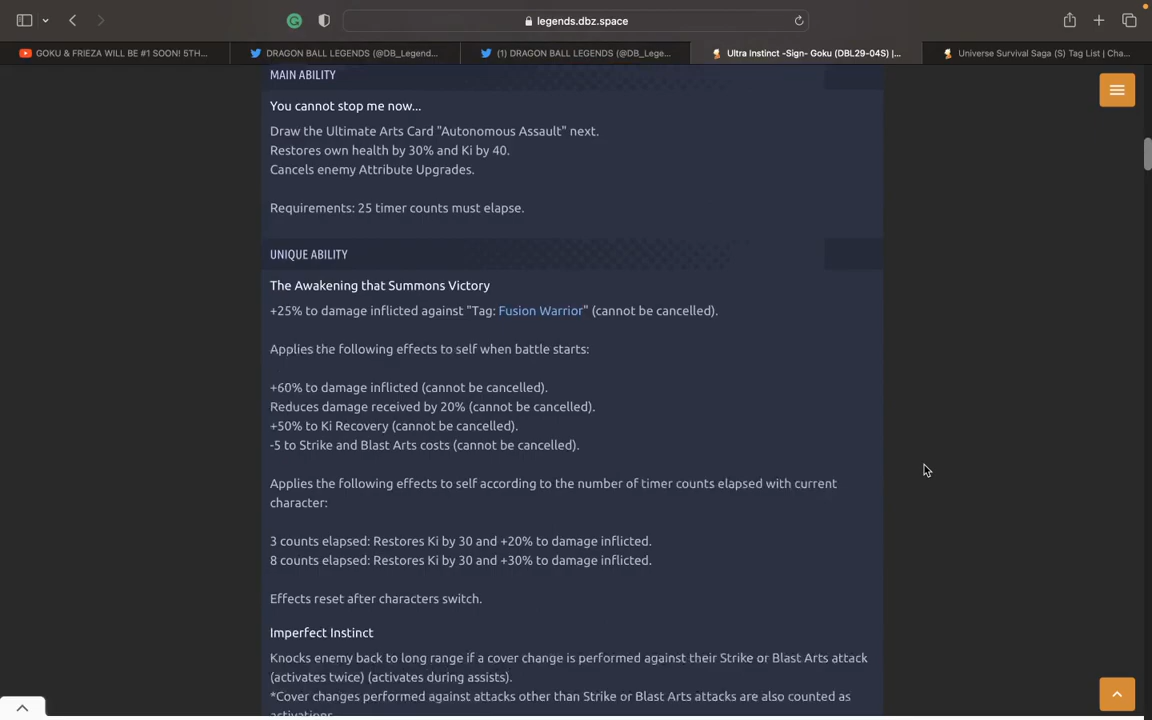 legends.dbz.space
GOKU & FRIEZA WILL BE #1 SOON! 5TH...
DRAGON BALL LEGENDS (@DB_Legend...
(1) DRAGON BALL LEGENDS (@DB_Lege...
Ultra Instinct -Sign- Goku (DBL29-04S) |...
Universe Survival Saga (S) Tag List | Cha...
MAIN ABILITY
You cannot stop me now...
Draw the Ultimate Arts Card "Autonomous Assault" next.
Restores own health by 30% and Ki by 40.
Cancels enemy Attribute Upgrades.
Requirements: 25 timer counts must elapse.
UNIQUE ABILITY
The Awakening that Summons Victory
+25% to damage inflicted against "Tag: Fusion Warrior" (cannot be cancelled).
Applies the following effects to self when battle starts:
+60% to damage inflicted (cannot be cancelled).
Reduces damage received by 20% (cannot be cancelled).
+50% to Ki Recovery (cannot be cancelled).
-5 to Strike and Blast Arts costs (cannot be cancelled).
Applies the following effects to self according to the number of timer counts elapsed with current
character:
3 counts elapsed: Restores Ki by 30 and +20% to damage inflicted.
8 counts elapsed: Restores Ki by 30 and +30% to damage inflicted.
Effects reset after characters switch.
Imperfect Instinct
Knocks enemy back to long range if a cover change is performed against their Strike or Blast Arts attack
(activates twice) (activates during assists).
*Cover changes performed against attacks other than Strike or Blast Arts attacks are also counted as
activations.